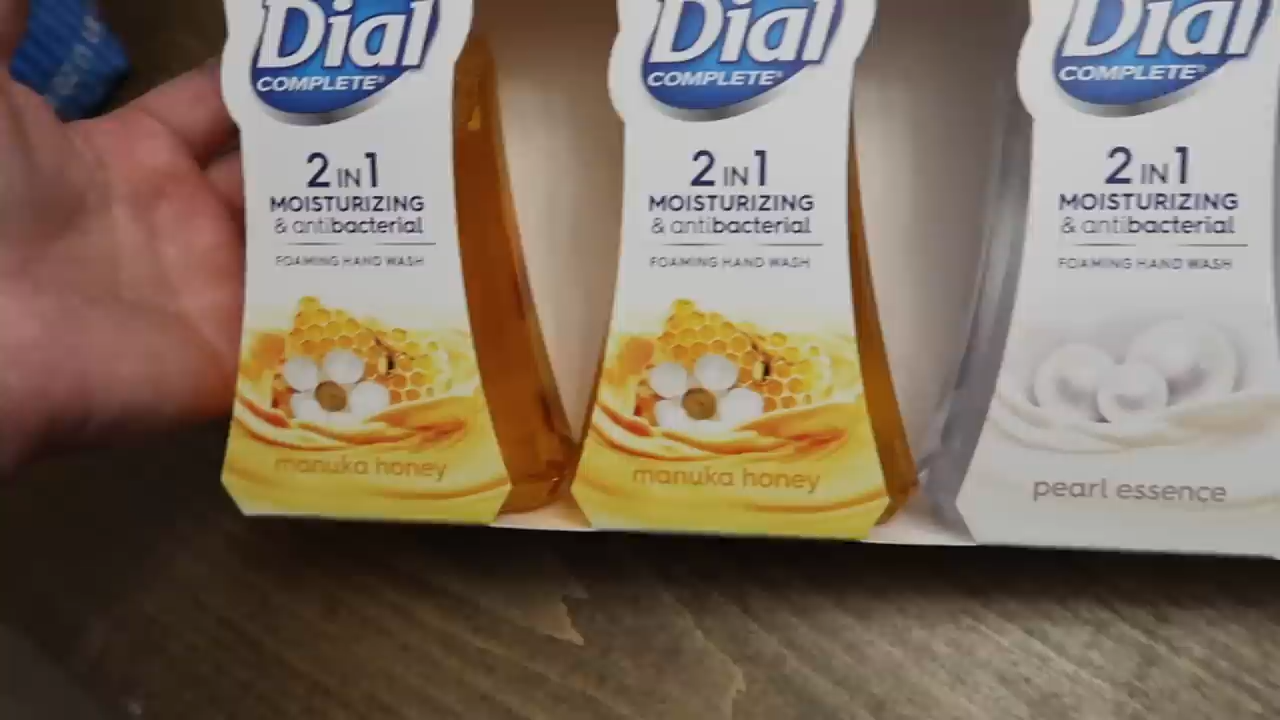 Dial
COMPLETE®
2 IN 1
MOISTURIZING
& antibacterial
FOAMING HAND WASH
manuka honey
Dial
COMPLETE®
2 IN 1
MOISTURIZING
& antibacterial
FOAMING HAND WASH
manuka honey
Dial
COMPLETE®
2 IN 1
MOISTURIZING
& antibacterial
FOAMING HAND WASH
pearl essence